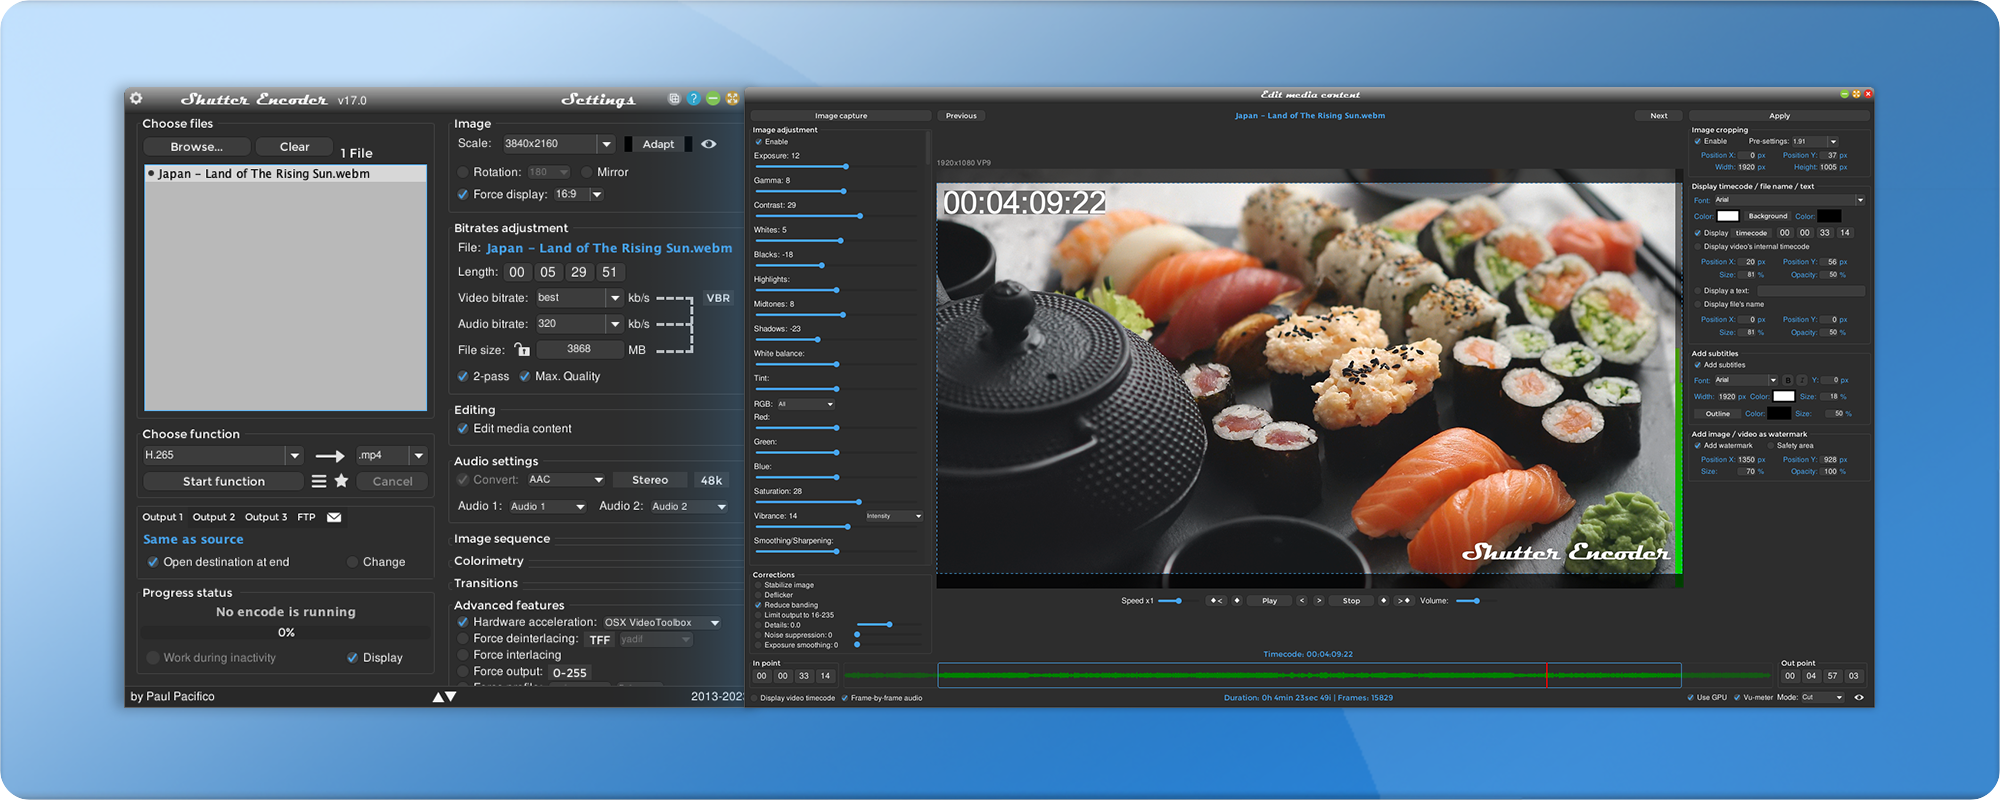 Shutter Encoder v17.0
Choose files
Browse... Clear 1 File
Japan – Land of The Rising Sun.webm
Choose function
H.265 .mp4
Start function Cancel
Output 1 Output 2 Output 3 FTP
Same as source
Open destination at end Change
Progress status
No encode is running
0%
Work during inactivity Display
by Paul Pacifico
Settings ?
Image
Scale: 3840x2160 Adapt
Rotation: 180 Mirror
Force display: 16:9
Bitrates adjustment
File: Japan – Land of The Rising Sun.webm
Length: 00 05 29 51
Video bitrate: best kb/s VBR
Audio bitrate: 320 kb/s
File size: 3868 MB
2-pass Max. Quality
Editing
Edit media content
Audio settings
Convert: AAC Stereo 48k
Audio 1: Audio 1 Audio 2: Audio 2
Image sequence
Colorimetry
Transitions
Advanced features
Hardware acceleration: OSX VideoToolbox
Force deinterlacing: TFF yadif
Force interlacing
Force output: 0-255
Edit media content
Image capture
Image adjustment
Enable
Exposure: 12
Gamma: 8
Contrast: 29
Whites: 5
Blacks: -18
Highlights:
Midtones: 8
Shadows: -23
White balance:
Tint:
RGB: All
Red:
Green:
Blue:
Saturation: 28
Vibrance: 14 Intensity
Smoothing/Sharpening:
Corrections
Stabilize image
Deflicker
Reduce banding
Limit output to 16-235
Details: 0.0
Noise suppression: 0
Exposure smoothing: 0
Previous Japan – Land of The Rising Sun.webm Next
1920x1080 VP9
00:04:09:22
Shutter Encoder
Speed x1 Play < > Stop Volume:
Timecode: 00:04:09:22
In point
00 00 33 14
Display video timecode Frame-by-frame audio
Duration: 0h 4min 23sec 49i | Frames: 15829
Out point
00 04 57 03
Use GPU Vu-meter Mode: Cut
Apply
Image cropping
Enable Pre-settings: 1.91
Position X: 0 px Position Y: 37 px
Width: 1920 px Height: 1005 px
Display timecode / file name / text
Font: Arial
Color: Background Color:
Display timecode 00 00 33 14
Display video's internal timecode
Position X: 20 px Position Y: 56 px
Size: 81 % Opacity: 50 %
Display a text:
Display file's name
Position X: 0 px Position Y: 0 px
Size: 81 % Opacity: 50 %
Add subtitles
Add subtitles
Font: Arial B I Y: 0 px
Width: 1920 px Color: Size: 18 %
Outline Color: Size: 50 %
Add image / video as watermark
Add watermark Safety area
Position X: 1350 px Position Y: 928 px
Size: 70 % Opacity: 100 %